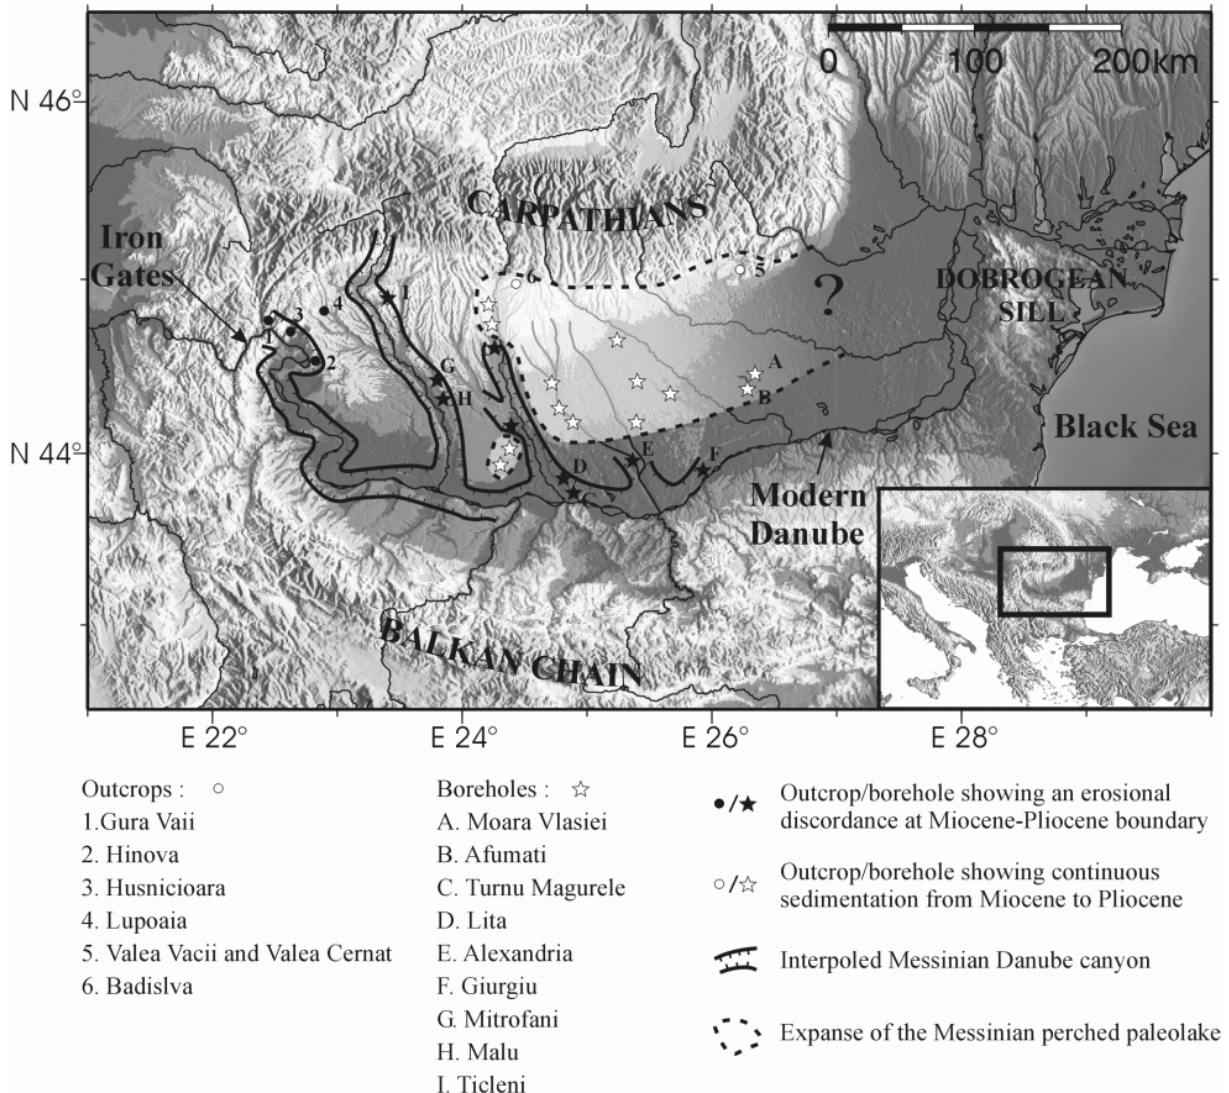 0 100 200km
N 46°
CARPATHIANS
Iron
Gates
6
5
?
DOBROGEAN
SILL
I
4
3
1
2
G
H
A
B
Black Sea
N 44°
E
F
D
C
Modern
Danube
BALKAN CHAIN
E 22° E 24° E 26° E 28°
Outcrops :
1.Gura Vaii
2. Hinova
3. Husnicioara
4. Lupoaia
5. Valea Vacii and Valea Cernat
6. Badislva
Boreholes :
A. Moara Vlasiei
B. Afumati
C. Turnu Magurele
D. Lita
E. Alexandria
F. Giurgiu
G. Mitrofani
H. Malu
I. Ticleni
Outcrop/borehole showing an erosional
discordance at Miocene-Pliocene boundary
Outcrop/borehole showing continuous
sedimentation from Miocene to Pliocene
Interpoled Messinian Danube canyon
Expanse of the Messinian perched paleolake